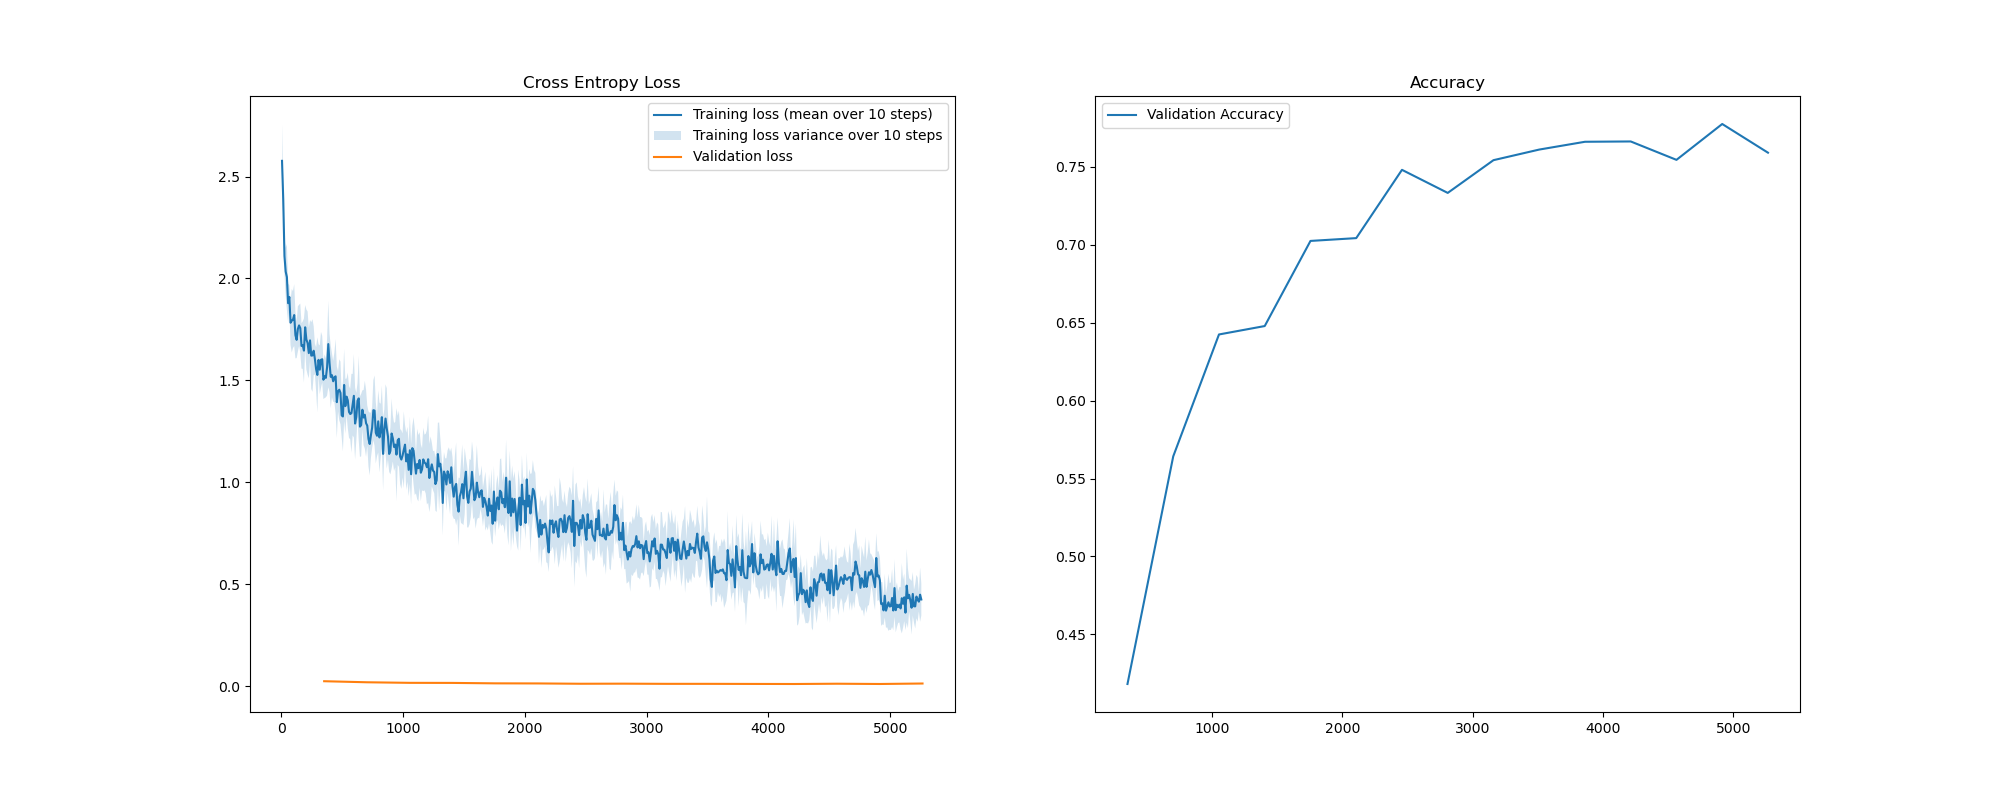 Cross Entropy Loss
Training loss (mean over 10 steps)
Training loss variance over 10 steps
Validation loss
2.5
2.0
1.5
1.0
0.5
0.0
0 1000 2000 3000 4000 5000
Accuracy
Validation Accuracy
0.75
0.70
0.65
0.60
0.55
0.50
0.45
1000 2000 3000 4000 5000